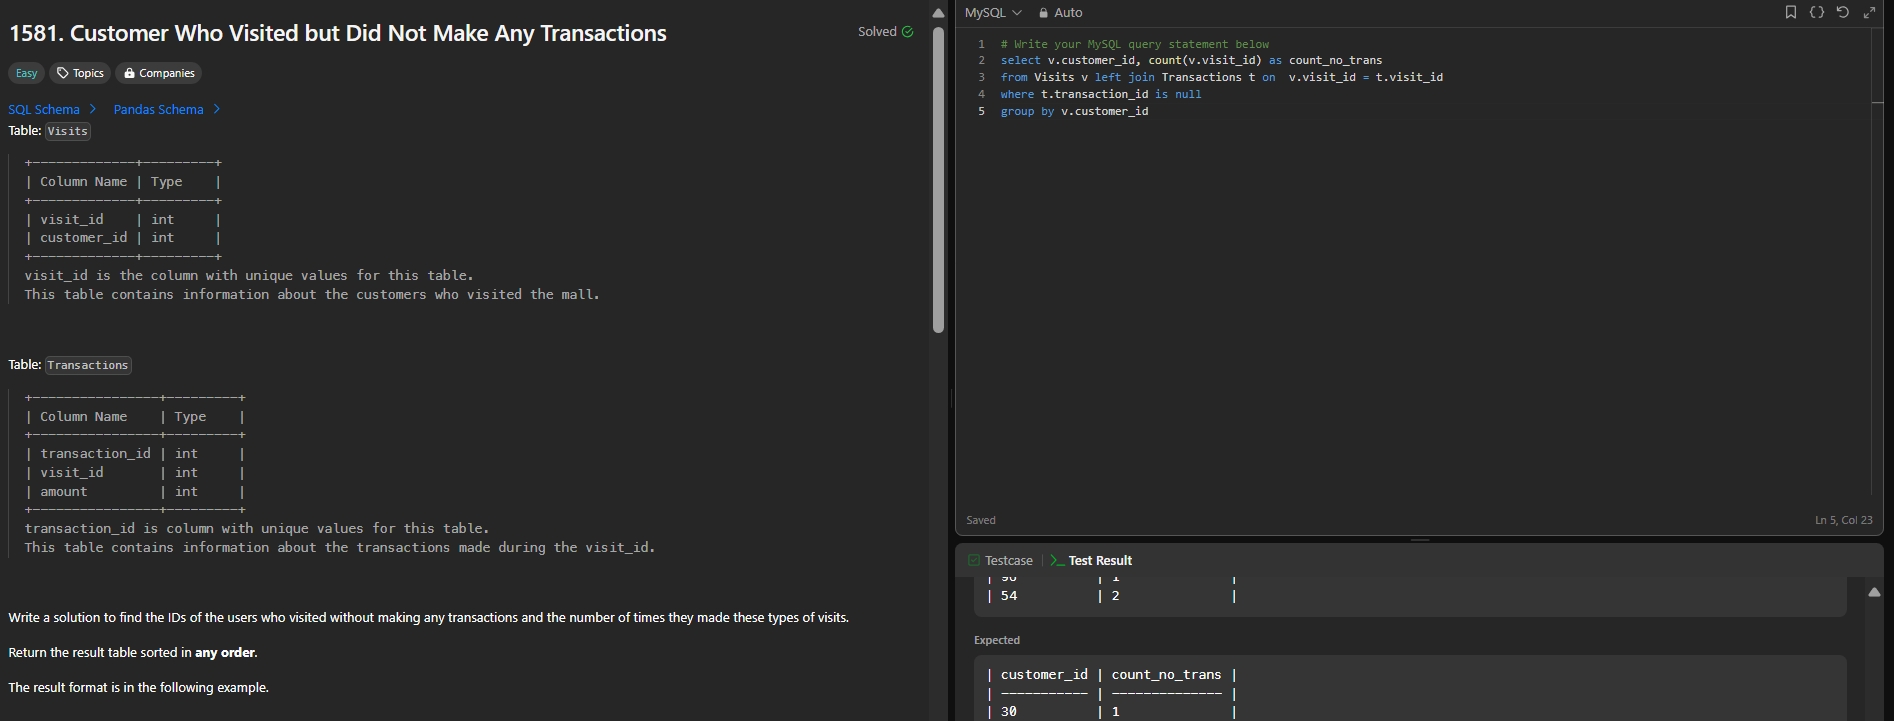 1581. Customer Who Visited but Did Not Make Any Transactions
Solved
Easy
Topics
Companies
SQL Schema >
Pandas Schema >
Table: Visits
+-------------+---------+
| Column Name | Type    |
+-------------+---------+
| visit_id    | int     |
| customer_id | int     |
+-------------+---------+
visit_id is the column with unique values for this table.
This table contains information about the customers who visited the mall.
Table: Transactions
+----------------+---------+
| Column Name    | Type    |
+----------------+---------+
| transaction_id | int     |
| visit_id       | int     |
| amount         | int     |
+----------------+---------+
transaction_id is column with unique values for this table.
This table contains information about the transactions made during the visit_id.
Write a solution to find the IDs of the users who visited without making any transactions and the number of times they made these types of visits.
Return the result table sorted in any order.
The result format is in the following example.
MySQL
Auto
1 # Write your MySQL query statement below
2 select v.customer_id, count(v.visit_id) as count_no_trans
3 from Visits v left join Transactions t on  v.visit_id = t.visit_id
4 where t.transaction_id is null
5 group by v.customer_id
Saved
Ln 5, Col 23
Testcase
Test Result
| 54          | 2              |
Expected
| customer_id | count_no_trans |
| ----------- | -------------- |
| 30          | 1              |